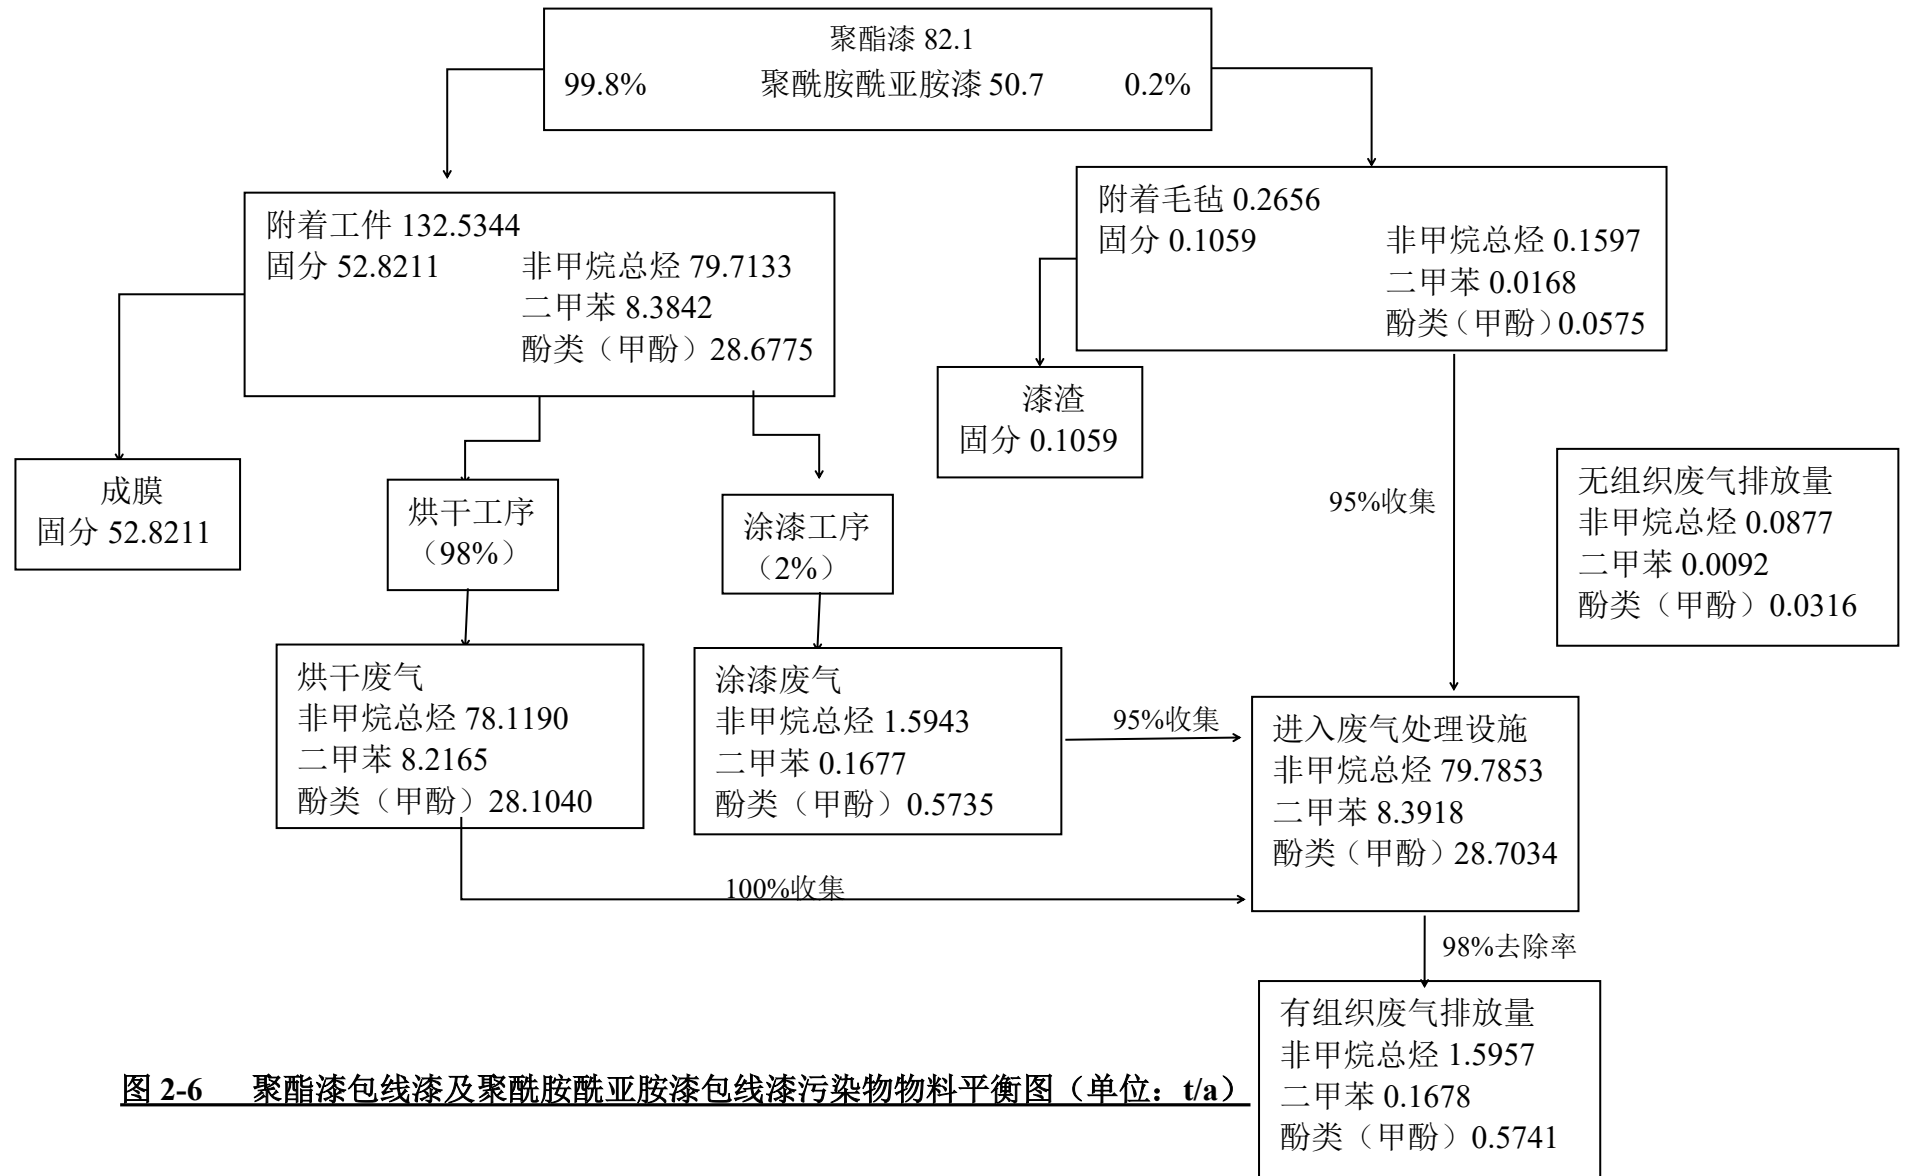 聚酯漆 82.1
99.8% 聚酰胺酰亚胺漆 50.7 0.2%
附着工件 132.5344
固分 52.8211 非甲烷总烃 79.7133
二甲苯 8.3842
酚类（甲酚）28.6775
附着毛毡 0.2656
固分 0.1059 非甲烷总烃 0.1597
二甲苯 0.0168
酚类（甲酚）0.0575
漆渣
固分 0.1059
成膜
固分 52.8211
烘干工序
（98%）
涂漆工序
（2%）
95%收集
无组织废气排放量
非甲烷总烃 0.0877
二甲苯 0.0092
酚类（甲酚）0.0316
烘干废气
非甲烷总烃 78.1190
二甲苯 8.2165
酚类（甲酚）28.1040
涂漆废气
非甲烷总烃 1.5943
二甲苯 0.1677
酚类（甲酚）0.5735
95%收集
进入废气处理设施
非甲烷总烃 79.7853
二甲苯 8.3918
酚类（甲酚）28.7034
100%收集
98%去除率
有组织废气排放量
非甲烷总烃 1.5957
二甲苯 0.1678
酚类（甲酚）0.5741
图 2-6 聚酯漆包线漆及聚酰胺酰亚胺漆包线漆污染物物料平衡图（单位：t/a）